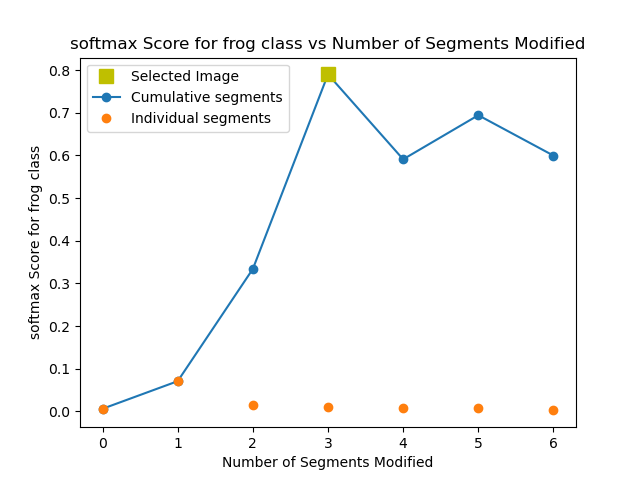 softmax Score for frog class vs Number of Segments Modified
Selected Image
Cumulative segments
Individual segments
softmax Score for frog class
0.8
0.7
0.6
0.5
0.4
0.3
0.2
0.1
0.0
0 1 2 3 4 5 6
Number of Segments Modified